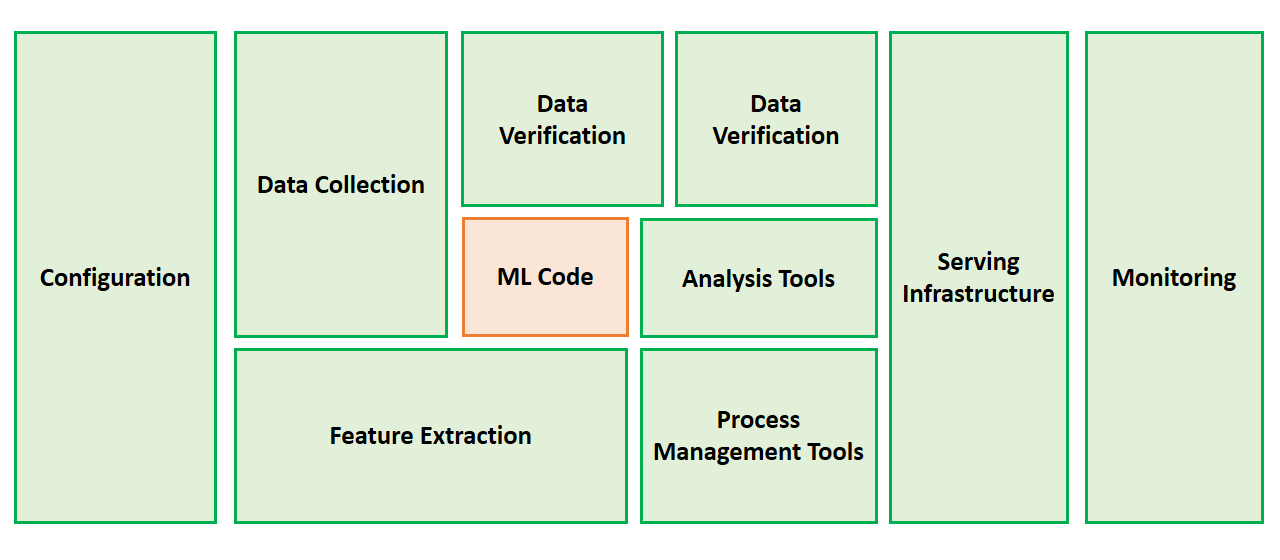 Configuration
Data Collection
Data
Verification
Data
Verification
ML Code
Analysis Tools
Feature Extraction
Process
Management Tools
Serving
Infrastructure
Monitoring